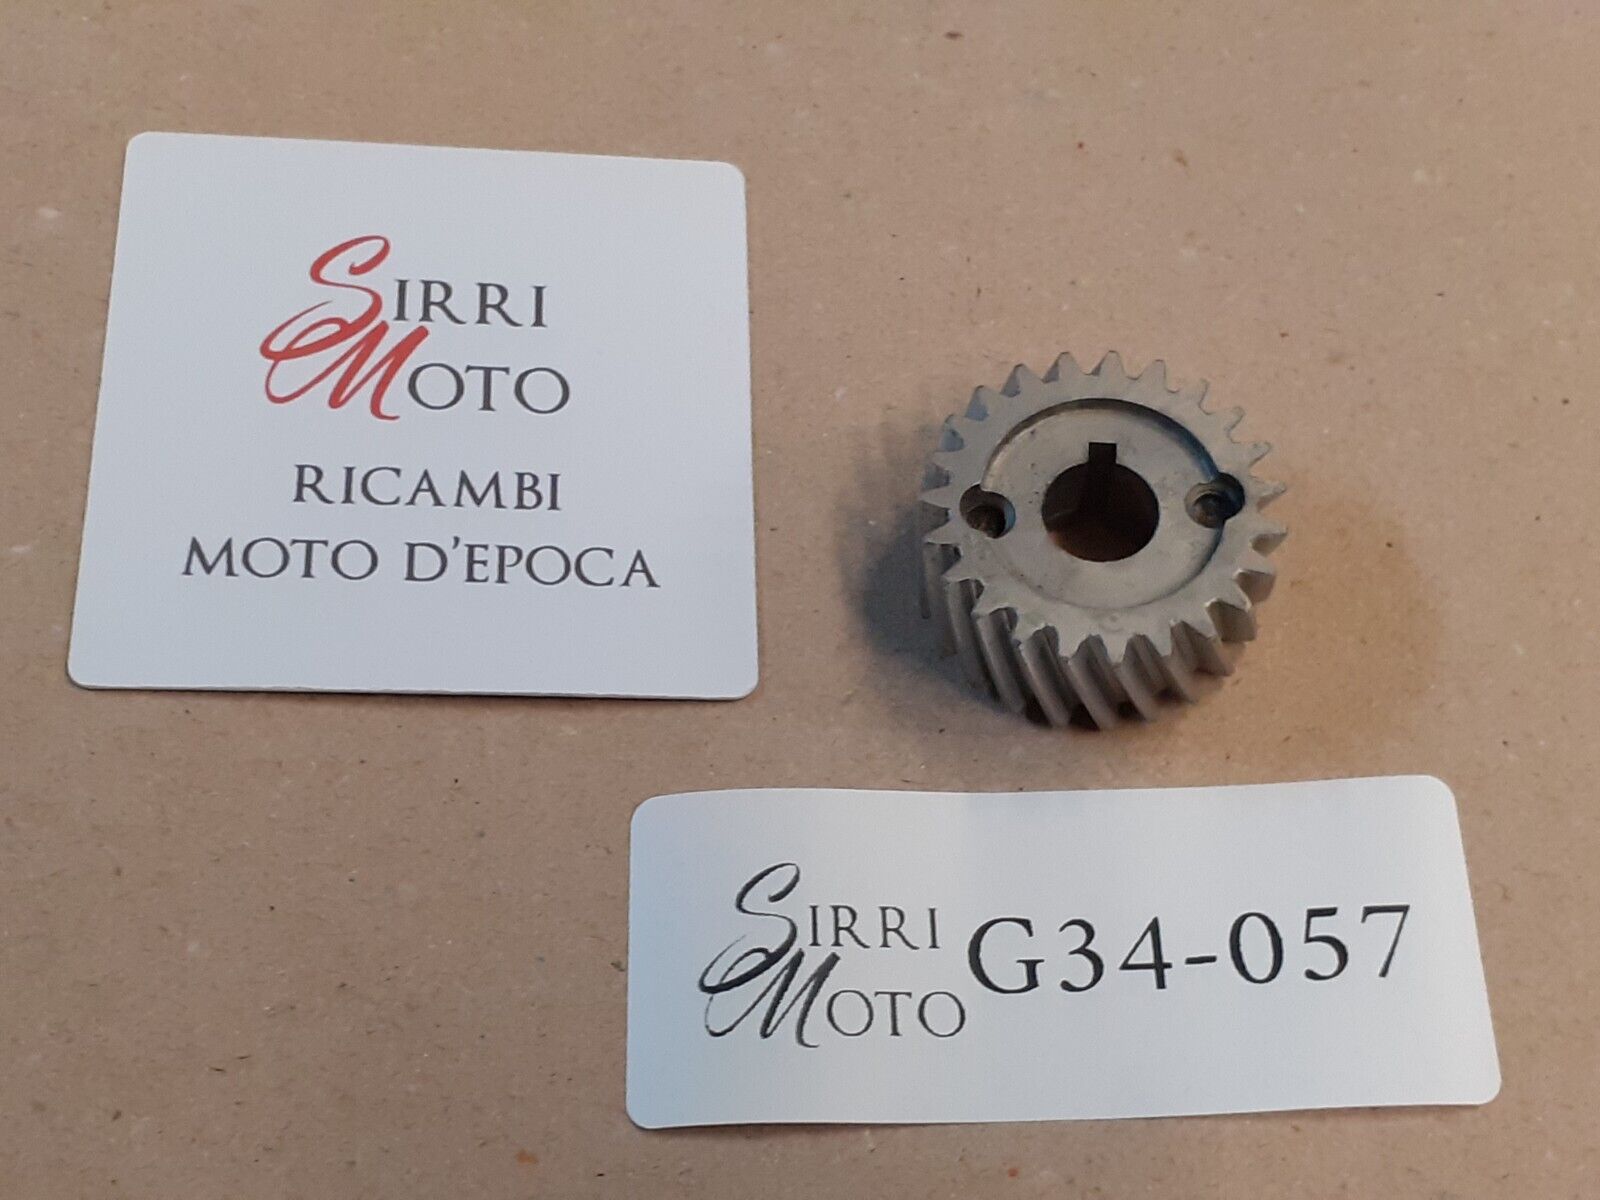 SIRRI
MOTO
RICAMBI
MOTO D'EPOCA
SIRRI
MOTO
G34-057